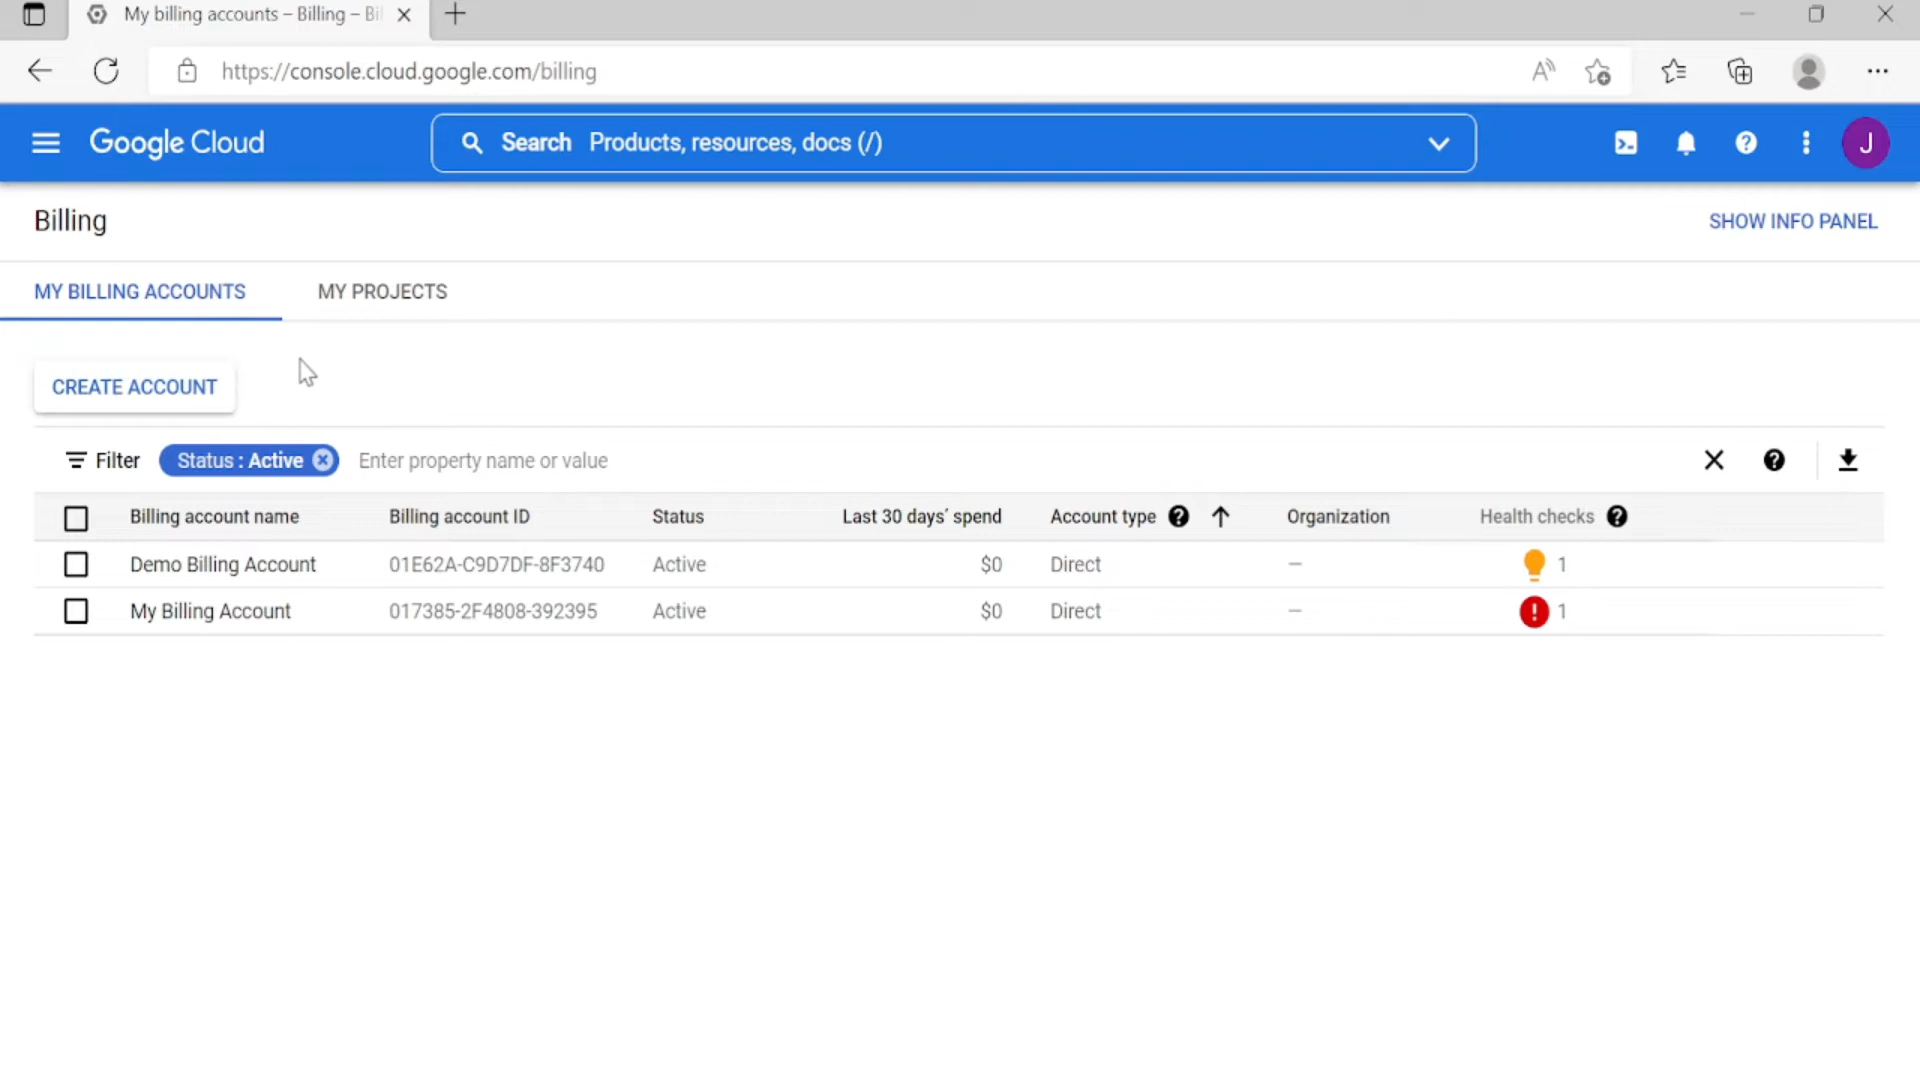 My billing accounts – Billing – Bil
https://console.cloud.google.com/billing
Google Cloud
Search Products, resources, docs (/)
J
Billing
SHOW INFO PANEL
MY BILLING ACCOUNTS MY PROJECTS
CREATE ACCOUNT
Filter Status : Active Enter property name or value
Billing account name Billing account ID Status Last 30 days' spend Account type Organization Health checks
Demo Billing Account 01E62A-C9D7DF-8F3740 Active $0 Direct — 1
My Billing Account 017385-2F4808-392395 Active $0 Direct — 1